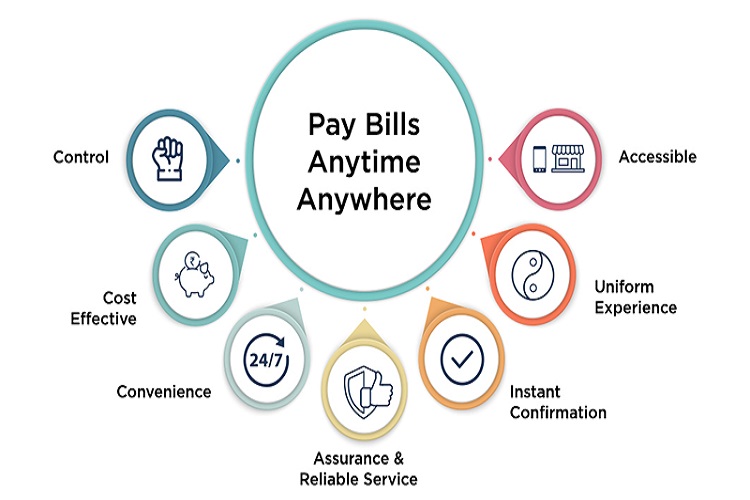 Pay Bills
Anytime
Anywhere
Control
Cost
Effective
24/7
Convenience
₹
Assurance &
Reliable Service
Instant
Confirmation
Uniform
Experience
Accessible